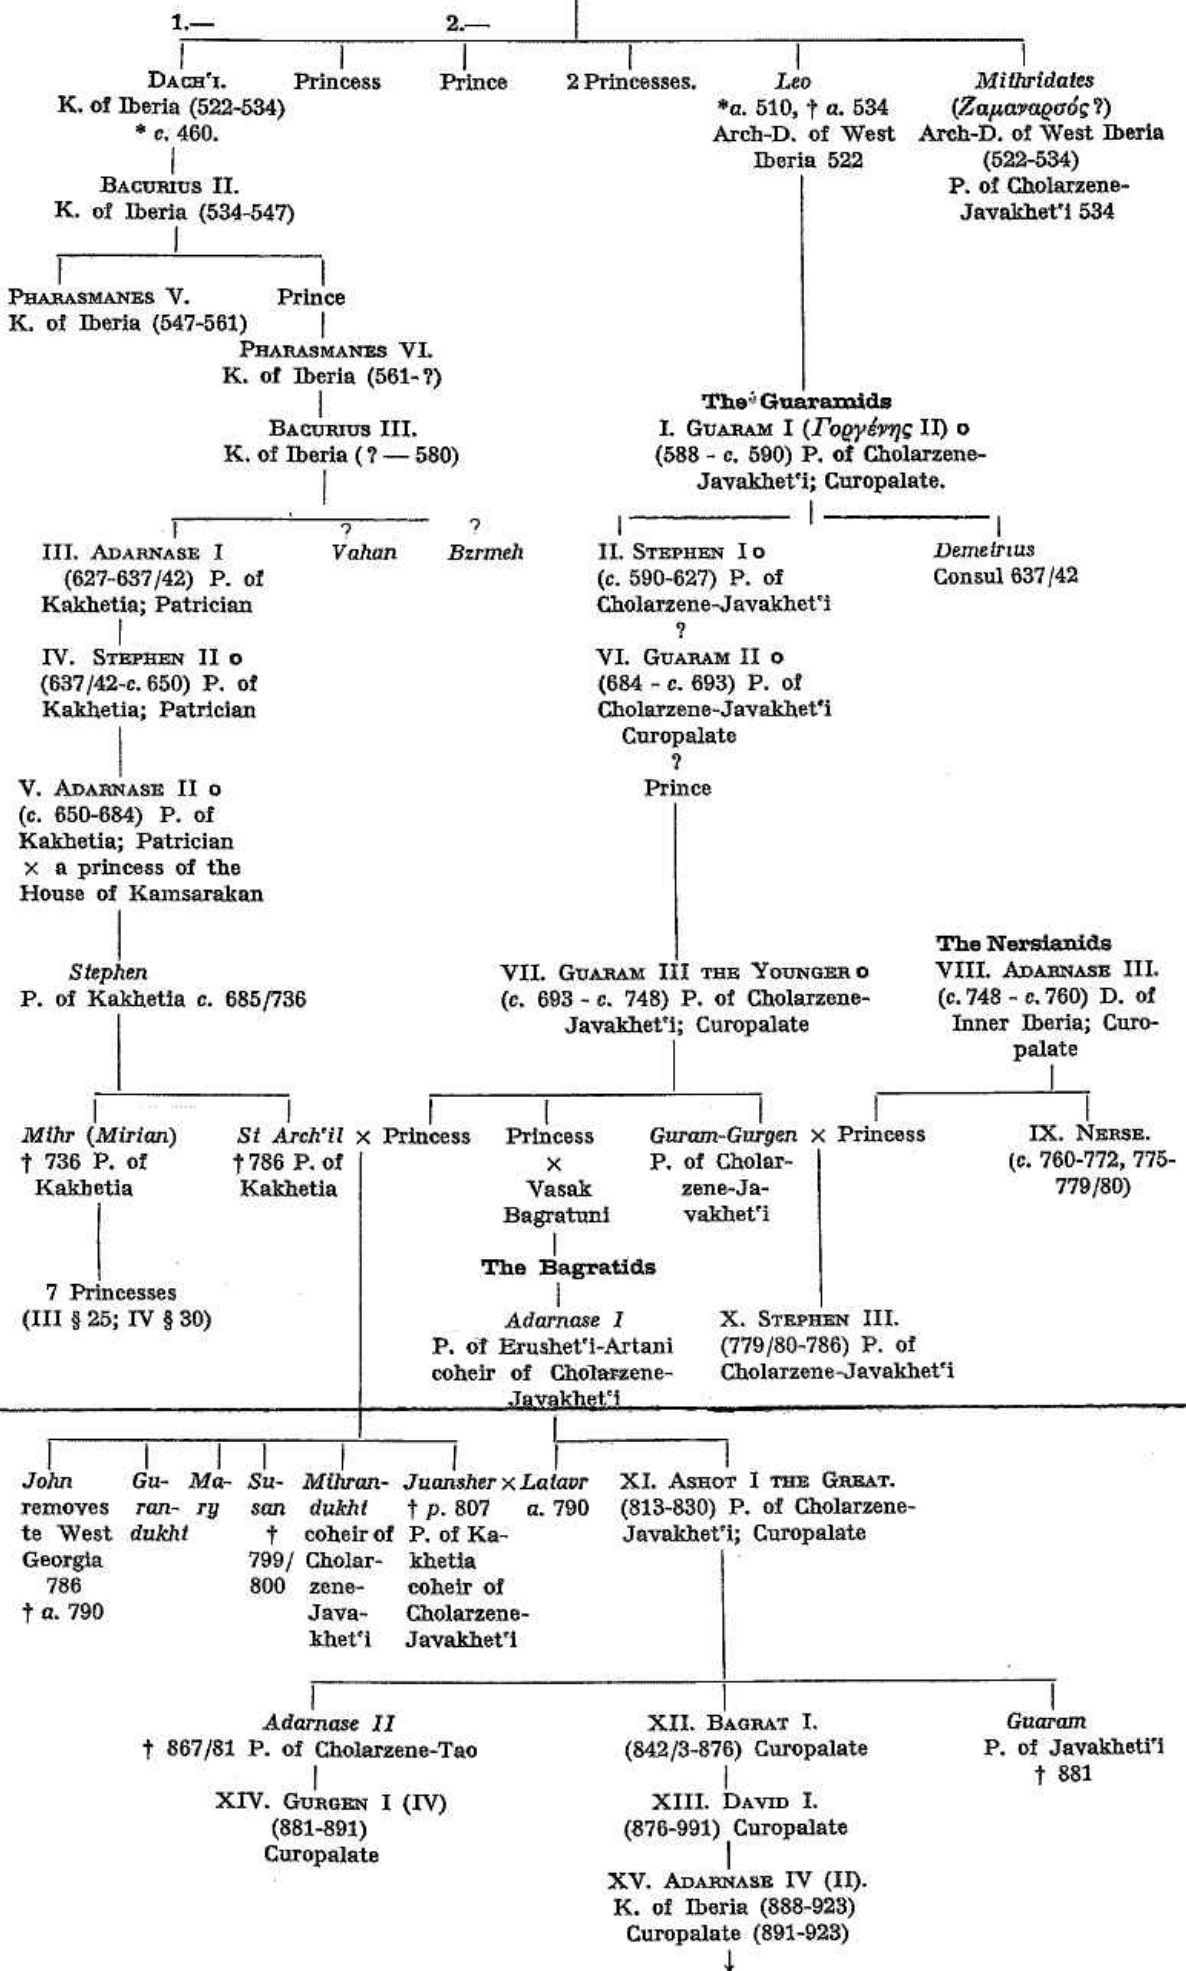 1.—
2.—
DACH'I.
K. of Iberia (522-534)
* c. 460.
Princess
Prince
2 Princesses.
Leo
*a. 510, † a. 534
Arch-D. of West
Iberia 522
Mithridates
(Ζαμαναρσός?)
Arch-D. of West Iberia
(522-534)
P. of Cholarzene-
Javakhet'i 534
BACURIUS II.
K. of Iberia (534-547)
PHARASMANES V.
K. of Iberia (547-561)
Prince
PHARASMANES VI.
K. of Iberia (561-?)
BACURIUS III.
K. of Iberia (? — 580)
The Guaramids
I. GUARAM I (Γοργένης II) o
(588 - c. 590) P. of Cholarzene-
Javakhet'i; Curopalate.
III. ADARNASE I
(627-637/42) P. of
Kakhetia; Patrician
?
Vahan
?
Bzrmeh
II. STEPHEN I o
(c. 590-627) P. of
Cholarzene-Javakhet'i
Demetrius
Consul 637/42
?
IV. STEPHEN II o
(637/42-c. 650) P. of
Kakhetia; Patrician
VI. GUARAM II o
(684 - c. 693) P. of
Cholarzene-Javakhet'i
Curopalate
?
Prince
V. ADARNASE II o
(c. 650-684) P. of
Kakhetia; Patrician
× a princess of the
House of Kamsarakan
Stephen
P. of Kakhetia c. 685/736
VII. GUARAM III THE YOUNGER o
(c. 693 - c. 748) P. of Cholarzene-
Javakhet'i; Curopalate
The Nersianids
VIII. ADARNASE III.
(c. 748 - c. 760) D. of
Inner Iberia; Curo-
palate
Mihr (Mirian)
† 736 P. of
Kakhetia
St Arch'il × Princess
† 786 P. of
Kakhetia
Princess
×
Vasak
Bagratuni
Guram-Gurgen × Princess
P. of Cholar-
zene-Ja-
vakhet'i
IX. NERSE.
(c. 760-772, 775-
779/80)
7 Princesses
(III § 25; IV § 30)
The Bagratids
Adarnase I
P. of Erushet'i-Artani
coheir of Cholarzene-
Javakhet'i
X. STEPHEN III.
(779/80-786) P. of
Cholarzene-Javakhet'i
John
removes
te West
Georgia
786
† a. 790
Gu-
ran-
dukht
Ma-
ry
Su-
san
†
799/
800
Mihran-
dukht
coheir of
Cholar-
zene-
Java-
khet'i
Juansher × Latavr
† p. 807
P. of Ka-
khetia
coheir of
Cholarzene-
Javakhet'i
a. 790
XI. ASHOT I THE GREAT.
(813-830) P. of Cholarzene-
Javakhet'i; Curopalate
Adarnase II
† 867/81 P. of Cholarzene-Tao
XII. BAGRAT I.
(842/3-876) Curopalate
Guaram
P. of Javakheti'i
† 881
XIV. GURGEN I (IV)
(881-891)
Curopalate
XIII. DAVID I.
(876-991) Curopalate
XV. ADARNASE IV (II).
K. of Iberia (888-923)
Curopalate (891-923)